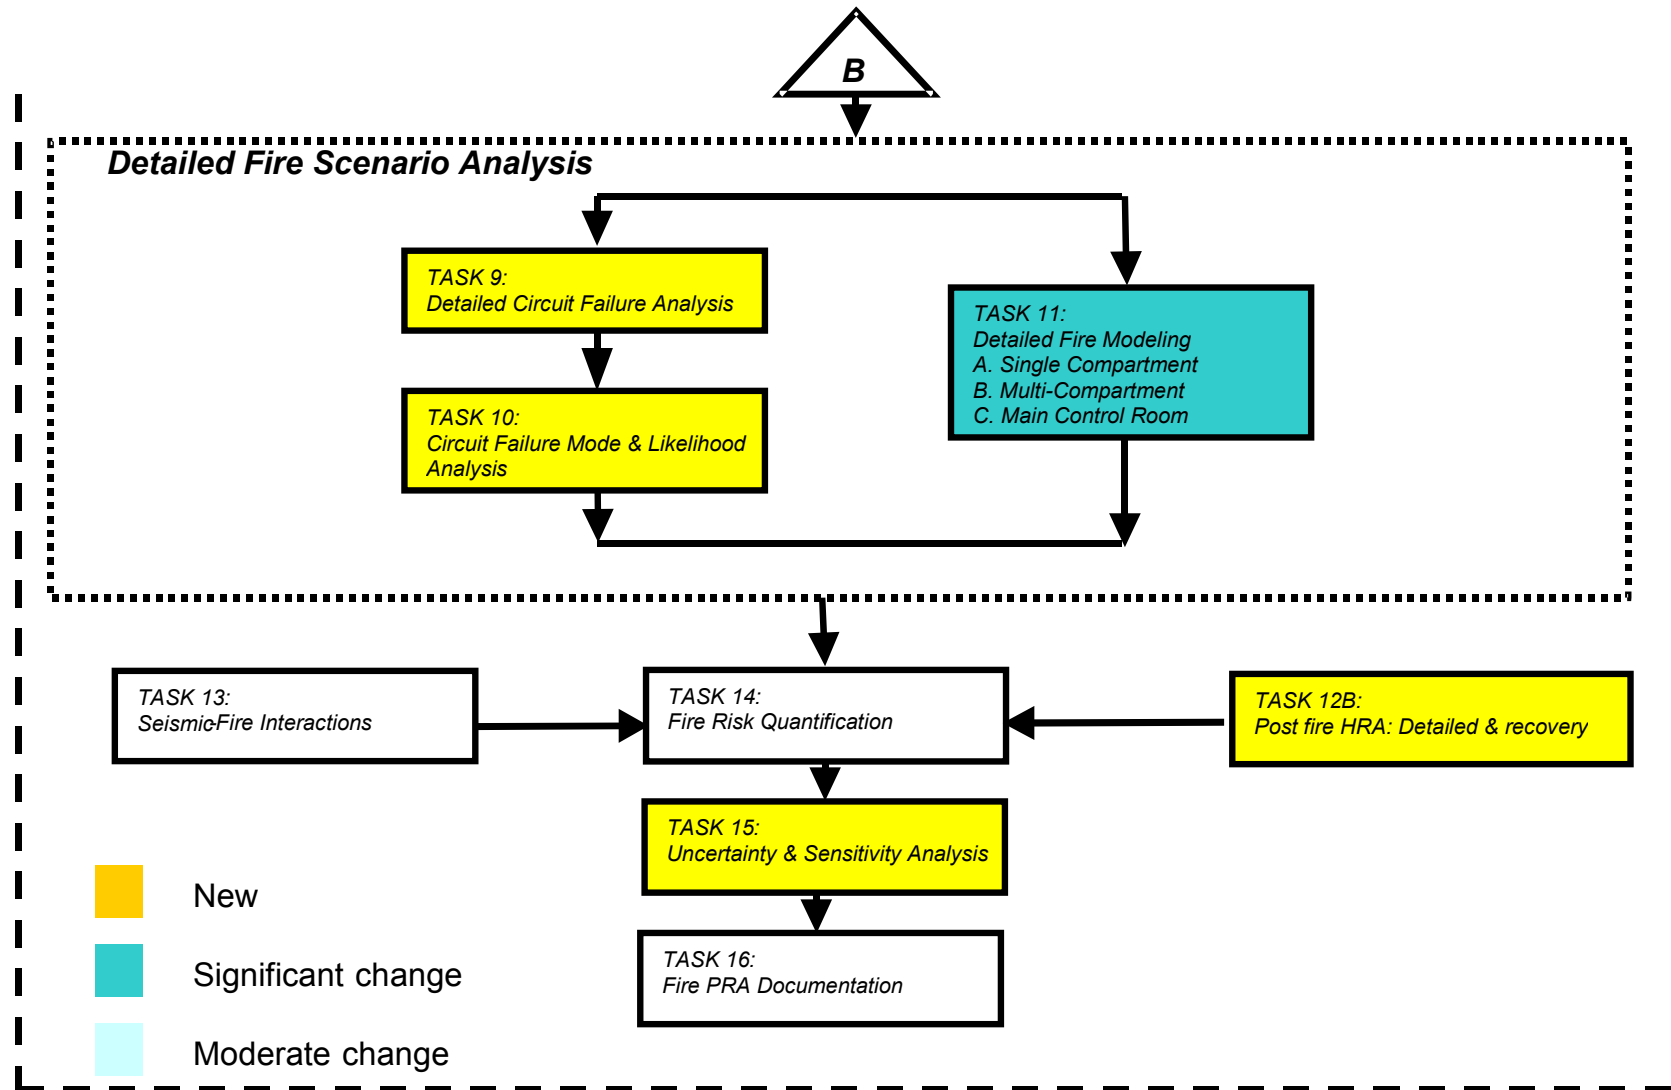 B
Detailed Fire Scenario Analysis
TASK 9:
Detailed Circuit Failure Analysis
TASK 11:
Detailed Fire Modeling
A. Single Compartment
B. Multi-Compartment
C. Main Control Room
TASK 10:
Circuit Failure Mode & Likelihood
Analysis
TASK 13:
Seismic-Fire Interactions
TASK 14:
Fire Risk Quantification
TASK 12B:
Post fire HRA: Detailed & recovery
TASK 15:
Uncertainty & Sensitivity Analysis
TASK 16:
Fire PRA Documentation
New
Significant change
Moderate change